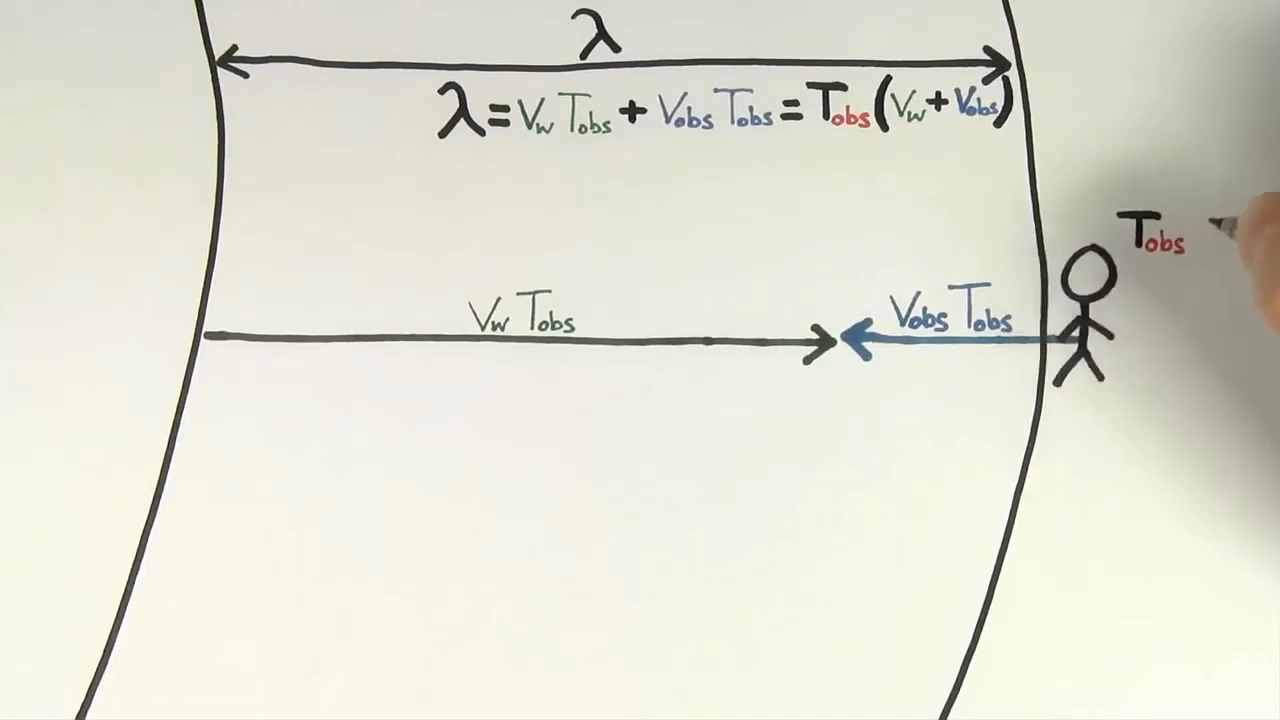 λ
λ = Vw Tobs + Vobs Tobs = Tobs (Vw + Vobs)
Tobs
Vw Tobs
Vobs Tobs